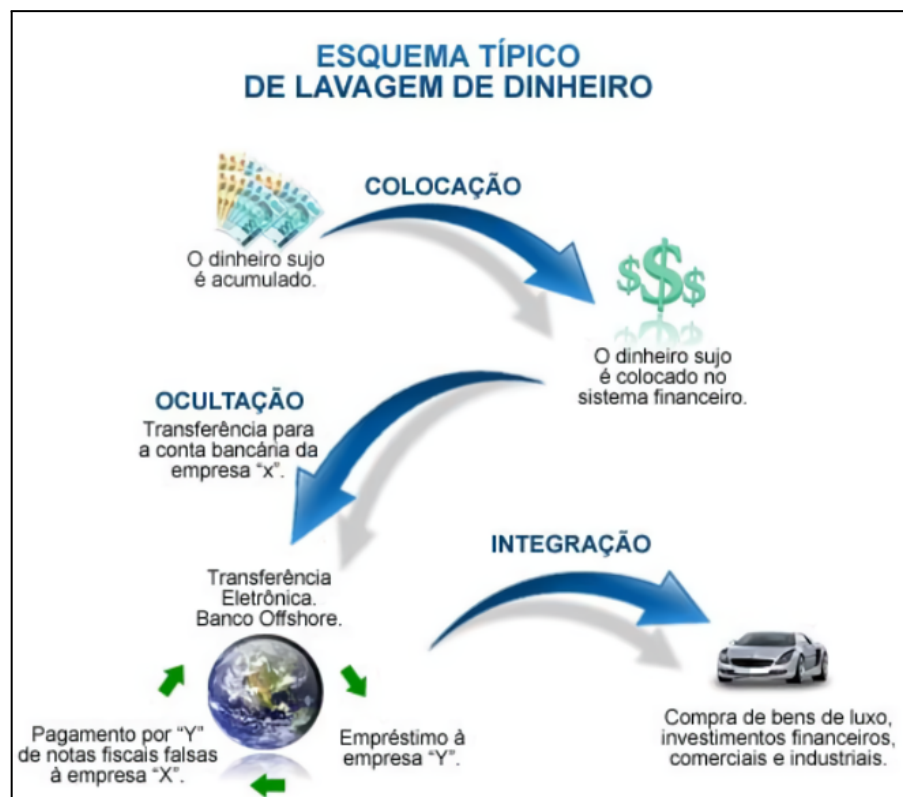 ESQUEMA TÍPICO
DE LAVAGEM DE DINHEIRO
COLOCAÇÃO
O dinheiro sujo
é acumulado.
$$$
O dinheiro sujo
é colocado no
sistema financeiro.
OCULTAÇÃO
Transferência para
a conta bancária da
empresa “x”.
INTEGRAÇÃO
Transferência
Eletrônica.
Banco Offshore.
Pagamento por “Y”
de notas fiscais falsas
à empresa “X”.
Empréstimo à
empresa “Y”.
Compra de bens de luxo,
investimentos financeiros,
comerciais e industriais.